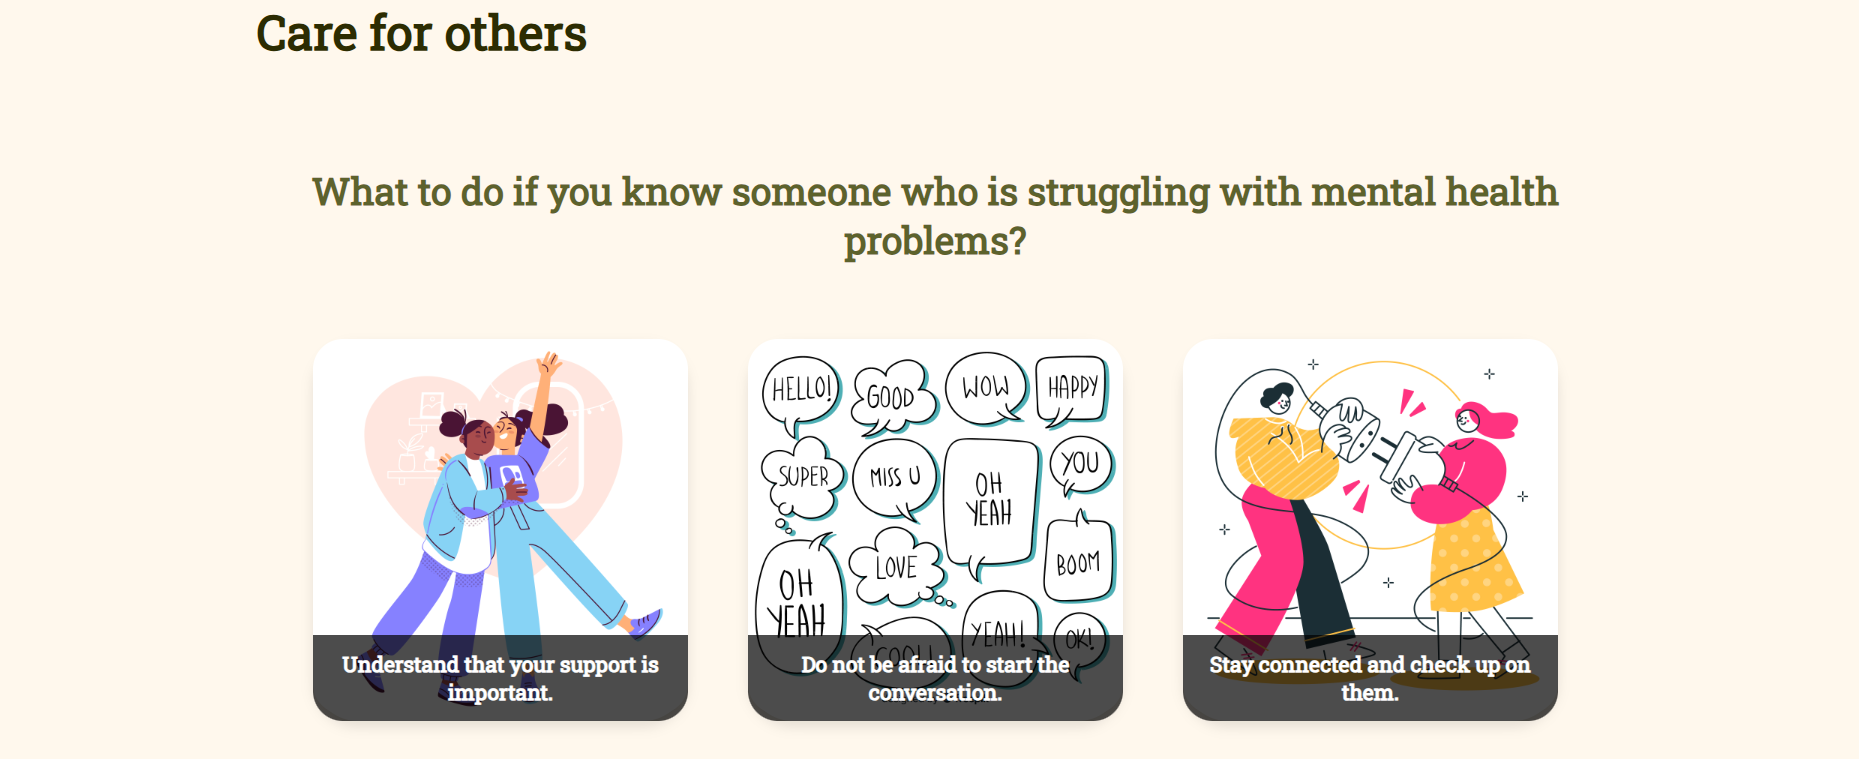 Care for others
What to do if you know someone who is struggling with mental health
problems?
HELLO!
GOOD
WOW
HAPPY
SUPER
MISS U
OH
YEAH
YOU
OH
YEAH
LOVE
BOOM
COOL
YEAH!
OK!
Understand that your support is
important.
Do not be afraid to start the
conversation.
Stay connected and check up on
them.